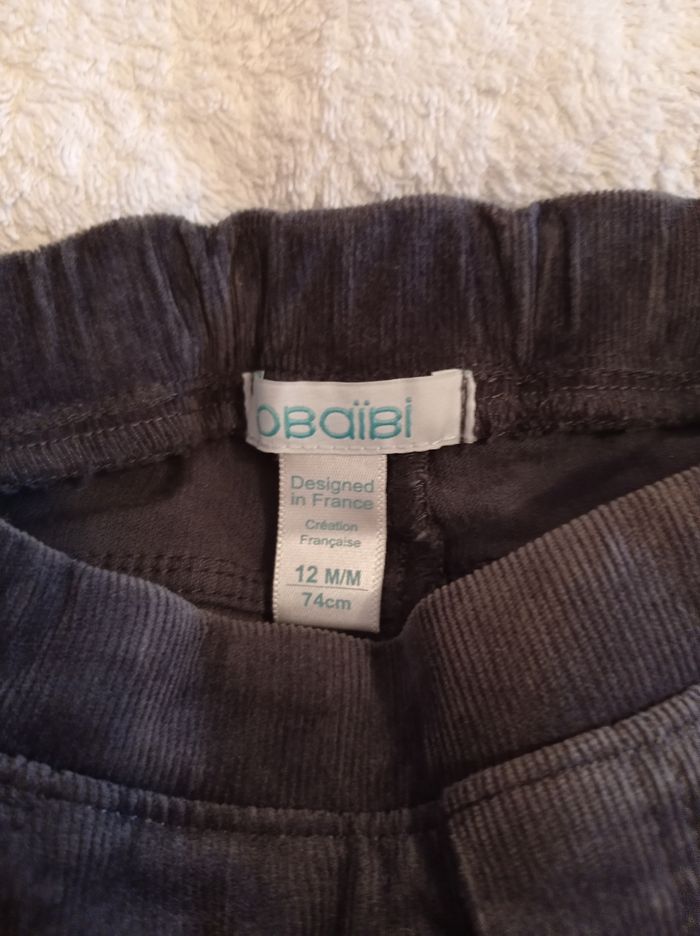 OBaïBi
Designed
in France
Création
Française
12 M/M
74cm